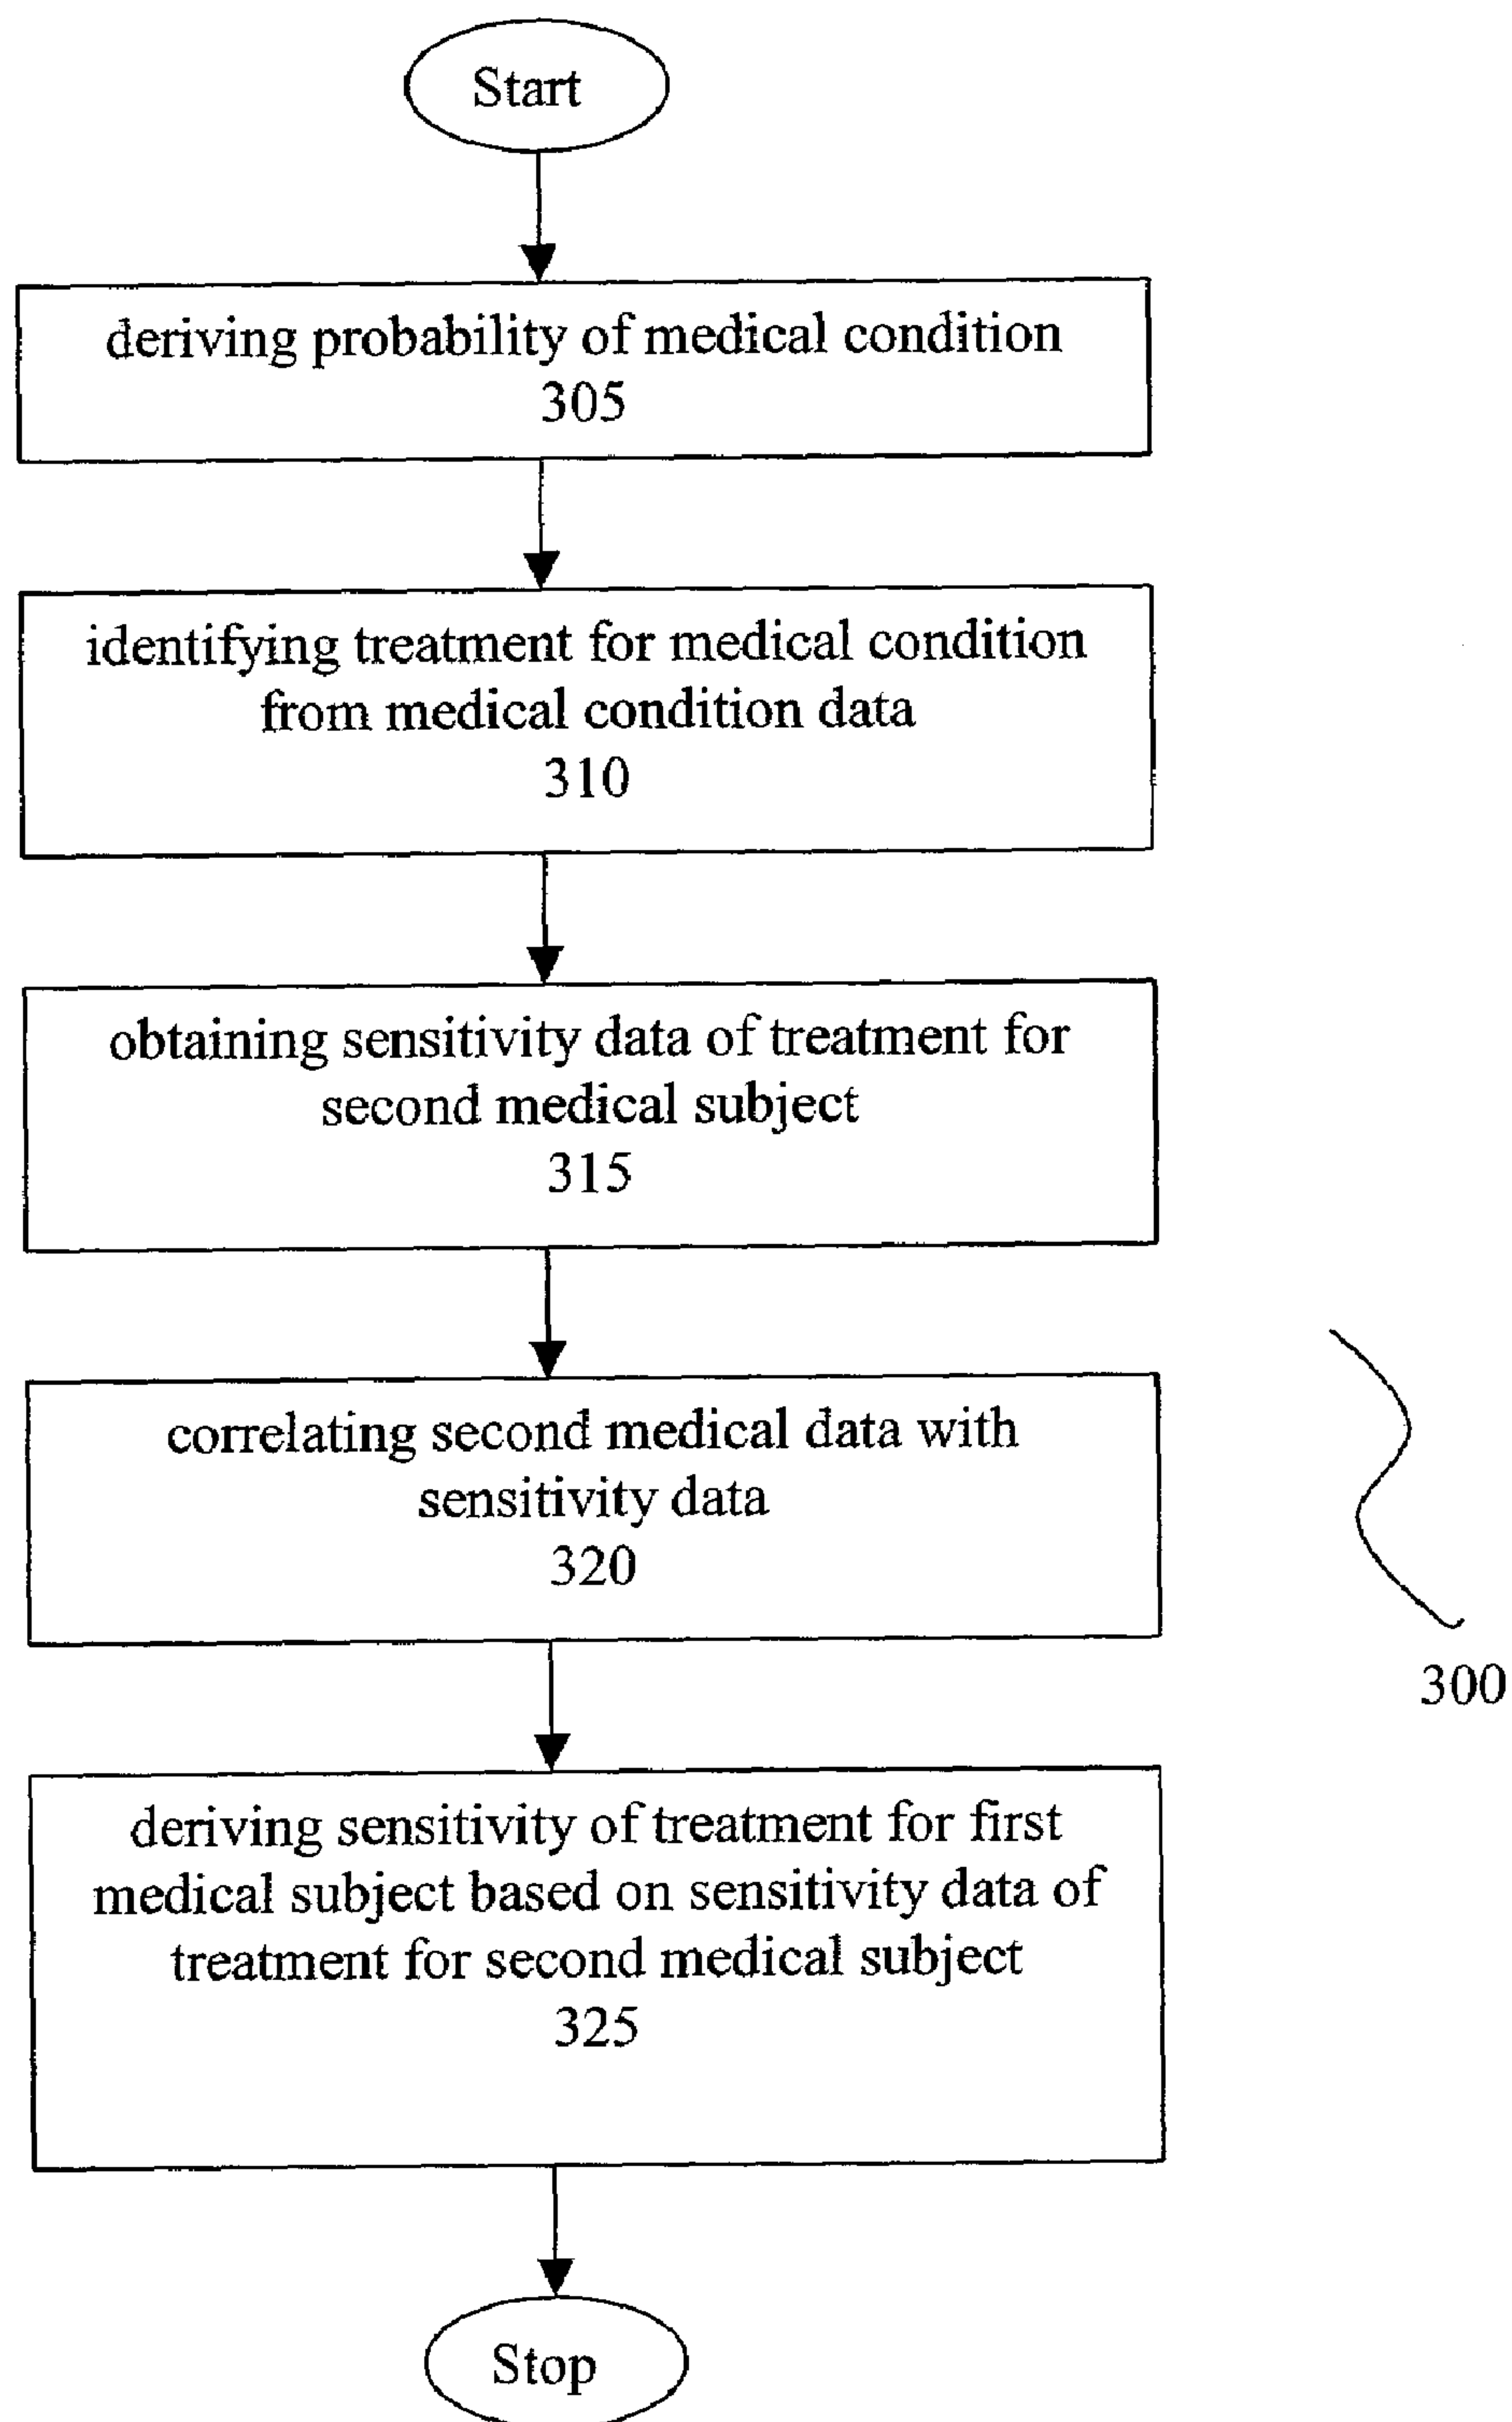 Start
deriving probability of medical condition
305
identifying treatment for medical condition
from medical condition data
310
obtaining sensitivity data of treatment for
second medical subject
315
correlating second medical data with
sensitivity data
320
300
deriving sensitivity of treatment for first
medical subject based on sensitivity data of
treatment for second medical subject
325
Stop